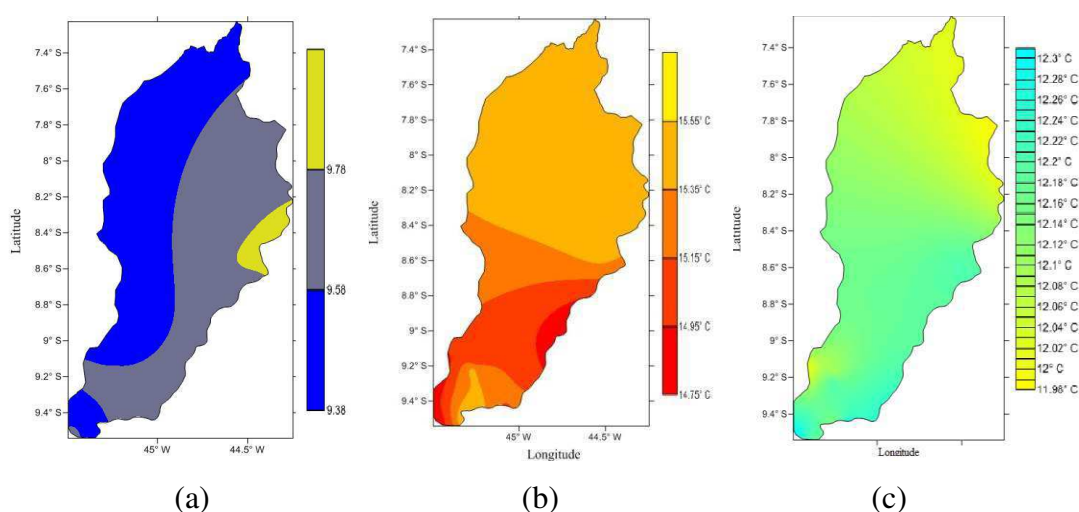 Latitude
7.4° S
7.6° S
7.8° S
8° S
8.2° S
8.4° S
8.6° S
8.8° S
9° S
9.2° S
9.4° S
45° W
44.5° W
9.78
9.58
9.38
(a)
Latitude
7.4° S
7.6° S
7.8° S
8° S
8.2° S
8.4° S
8.6° S
8.8° S
9° S
9.2° S
9.4° S
45° W
44.5° W
Longitude
15.55° C
15.35° C
15.15° C
14.95° C
14.75° C
(b)
Latitude
7.4° S
7.6° S
7.8° S
8° S
8.2° S
8.4° S
8.6° S
8.8° S
9° S
9.2° S
9.4° S
Longitude
12.3° C
12.28° C
12.26° C
12.24° C
12.22° C
12.2° C
12.18° C
12.16° C
12.14° C
12.12° C
12.1° C
12.08° C
12.06° C
12.04° C
12.02° C
12° C
11.98° C
(c)